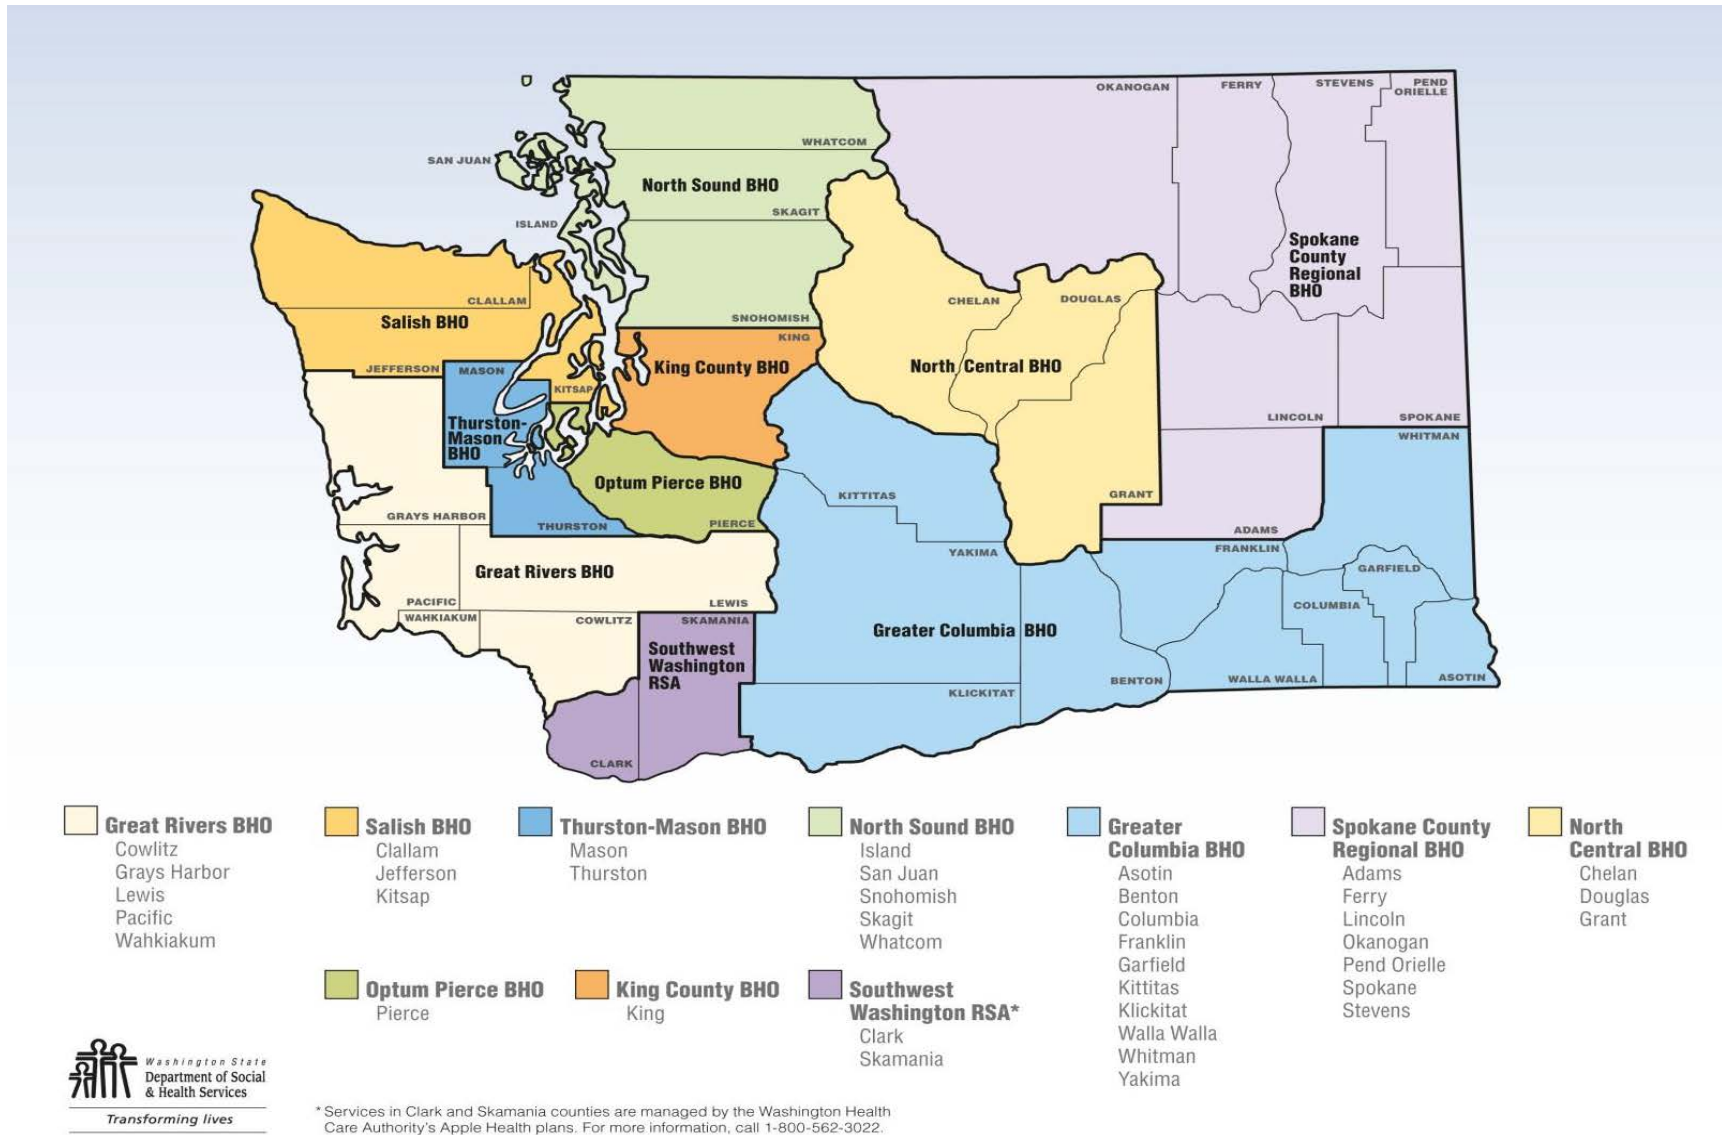 OKANOGAN
FERRY
STEVENS
PEND
ORIELLE
WHATCOM
SAN JUAN
North Sound BHO
SKAGIT
ISLAND
Spokane
County
Regional
BHO
CLALLAM
CHELAN
DOUGLAS
Salish BHO
SNOHOMISH
KING
JEFFERSON
MASON
King County BHO
North Central BHO
KITSAP
LINCOLN
SPOKANE
Thurston-
Mason
BHO
WHITMAN
Optum Pierce BHO
KITTITAS
GRANT
GRAYS HARBOR
THURSTON
PIERCE
ADAMS
YAKIMA
FRANKLIN
GARFIELD
Great Rivers BHO
PACIFIC
LEWIS
COLUMBIA
WAHKIAKUM
COWLITZ
SKAMANIA
Greater Columbia BHO
Southwest
Washington
RSA
KLICKITAT
BENTON
WALLA WALLA
ASOTIN
CLARK
Great Rivers BHO
Cowlitz
Grays Harbor
Lewis
Pacific
Wahkiakum
Salish BHO
Clallam
Jefferson
Kitsap
Thurston-Mason BHO
Mason
Thurston
North Sound BHO
Island
San Juan
Snohomish
Skagit
Whatcom
Greater
Columbia BHO
Asotin
Benton
Columbia
Franklin
Garfield
Kittitas
Klickitat
Walla Walla
Whitman
Yakima
Spokane County
Regional BHO
Adams
Ferry
Lincoln
Okanogan
Pend Orielle
Spokane
Stevens
North
Central BHO
Chelan
Douglas
Grant
Optum Pierce BHO
Pierce
King County BHO
King
Southwest
Washington RSA*
Clark
Skamania
Washington State
Department of Social
& Health Services
Transforming lives
* Services in Clark and Skamania counties are managed by the Washington Health
Care Authority's Apple Health plans. For more information, call 1-800-562-3022.